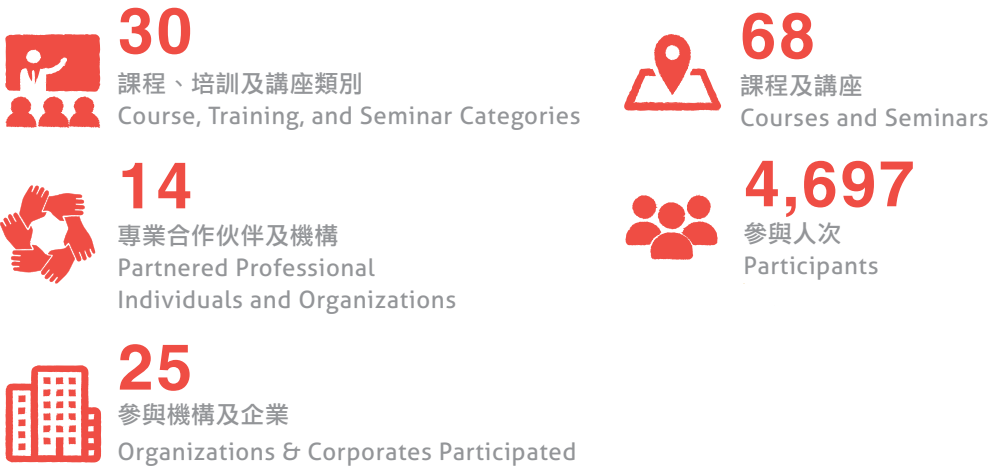 30
課程、培訓及講座類別
Course, Training, and Seminar Categories
68
課程及講座
Courses and Seminars
14
專業合作伙伴及機構
Partnered Professional
Individuals and Organizations
4,697
參與人次
Participants
25
參與機構及企業
Organizations & Corporates Participated